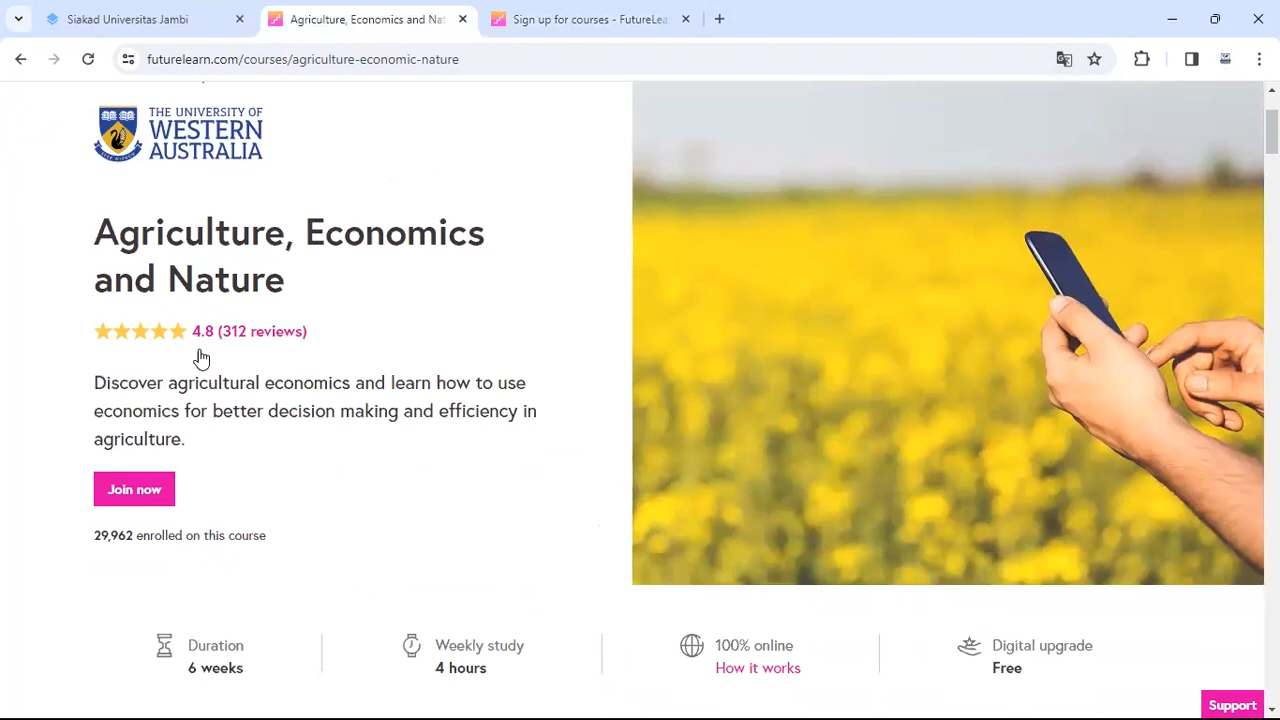 Siakad Universitas Jambi
Agriculture, Economics and Nat
Sign up for courses - FutureLea
futurelearn.com/courses/agriculture-economic-nature
THE UNIVERSITY OF
WESTERN
AUSTRALIA
Agriculture, Economics
and Nature
4.8 (312 reviews)
Discover agricultural economics and learn how to use
economics for better decision making and efficiency in
agriculture.
Join now
29,962 enrolled on this course
Duration
6 weeks
Weekly study
4 hours
100% online
How it works
Digital upgrade
Free
Support